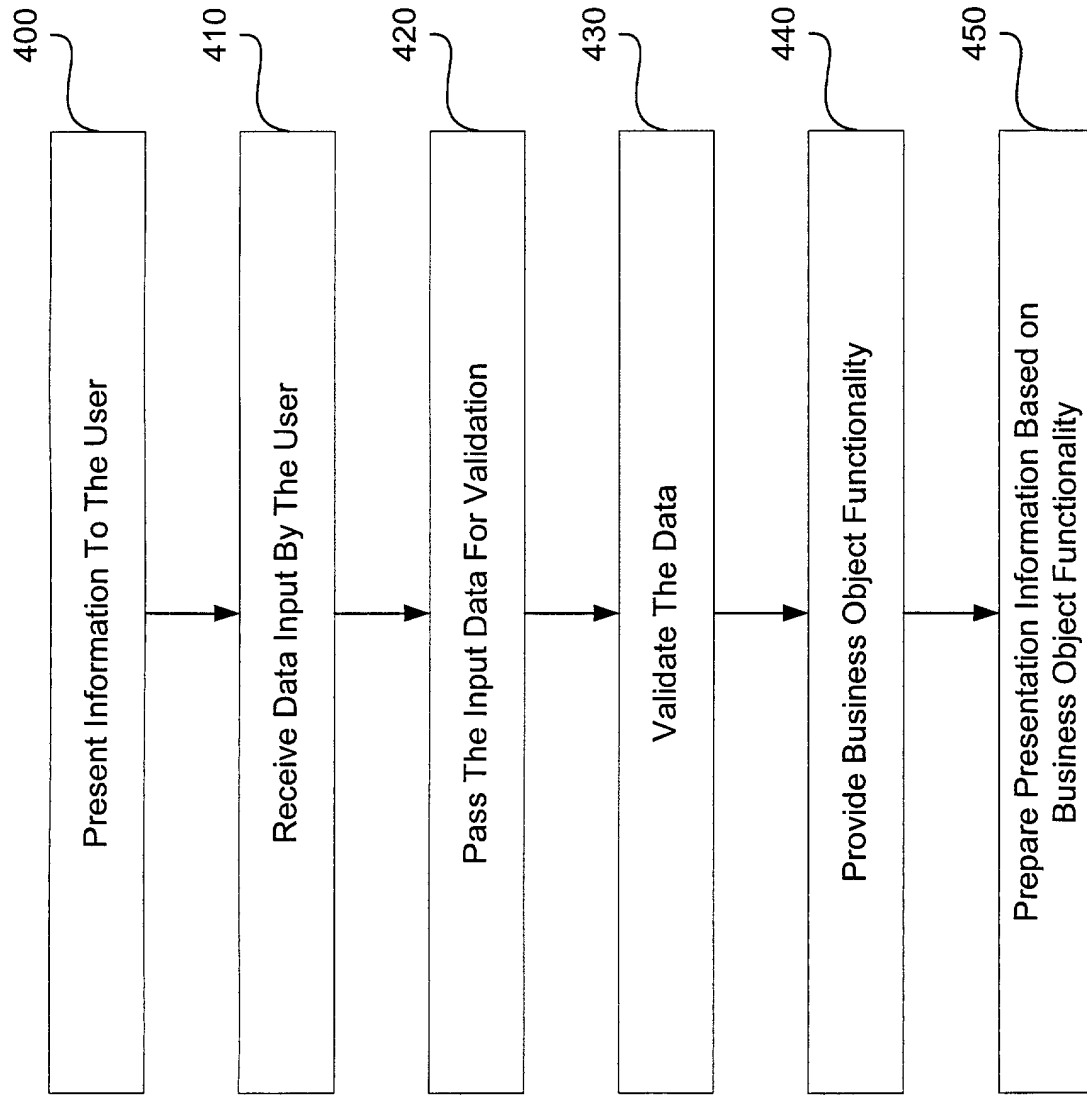 Present Information To The User
400
Receive Data Input By The User
410
Pass The Input Data For Validation
420
Validate The Data
430
Provide Business Object Functionality
440
Prepare Presentation Information Based on
Business Object Functionality
450